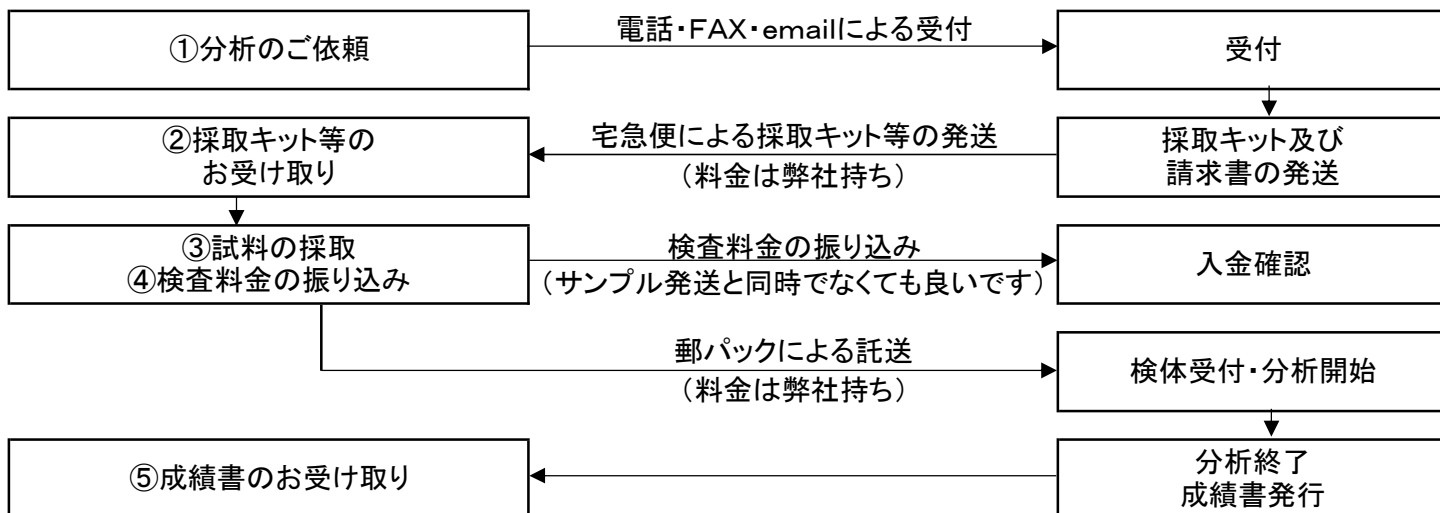 ①分析のご依頼
電話・FAX・emailによる受付
受付
②採取キット等の
お受け取り
宅急便による採取キット等の発送
(料金は弊社持ち)
採取キット及び
請求書の発送
③試料の採取
④検査料金の振り込み
検査料金の振り込み
(サンプル発送と同時でなくても良いです)
入金確認
郵パックによる託送
(料金は弊社持ち)
検体受付・分析開始
⑤成績書のお受け取り
分析終了
成績書発行